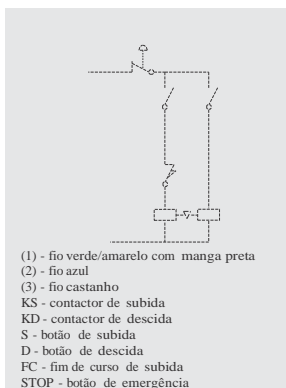 (1) - fio verde/amarelo com manga preta
(2) - fio azul
(3) - fio castanho
KS - contactor de subida
KD - contactor de descida
S - botão de subida
D - botão de descida
FC - fim de curso de subida
STOP - botão de emergência